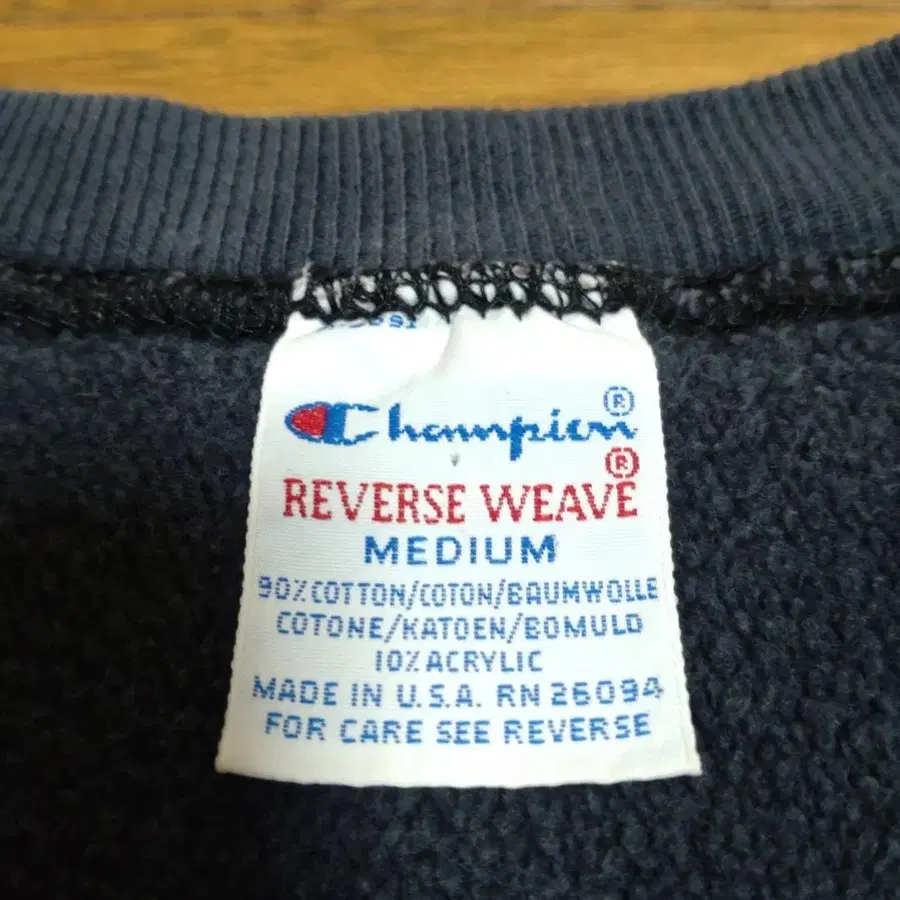 Champion ®
REVERSE WEAVE ®
MEDIUM
90% COTTON/COTON/BAUMWOLLE
COTONE/KATOEN/BOMULD
10% ACRYLIC
MADE IN U.S.A. RN 26094
FOR CARE SEE REVERSE